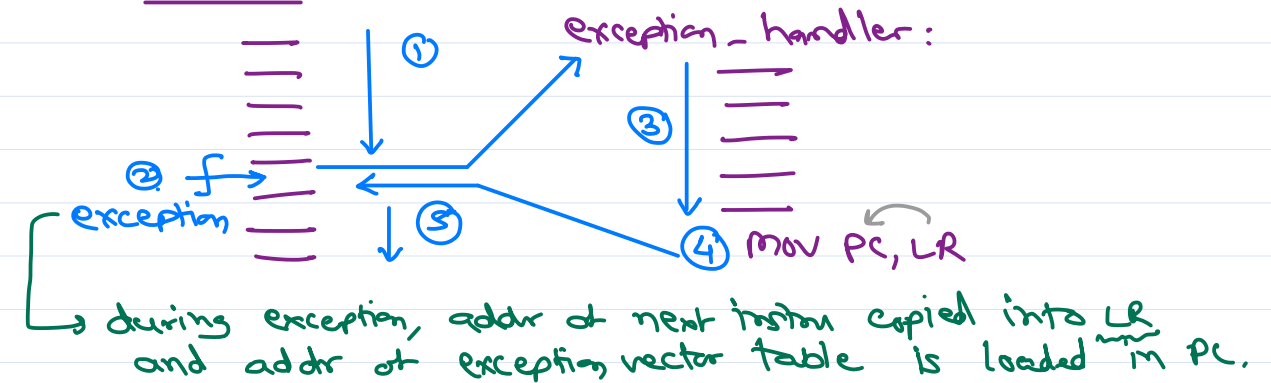 exception_handler:
①
③
②
exception
⑤
④ MOV PC, LR
during exception, addr of next instrn copied into LR
and addr of exception vector table is loaded in PC.